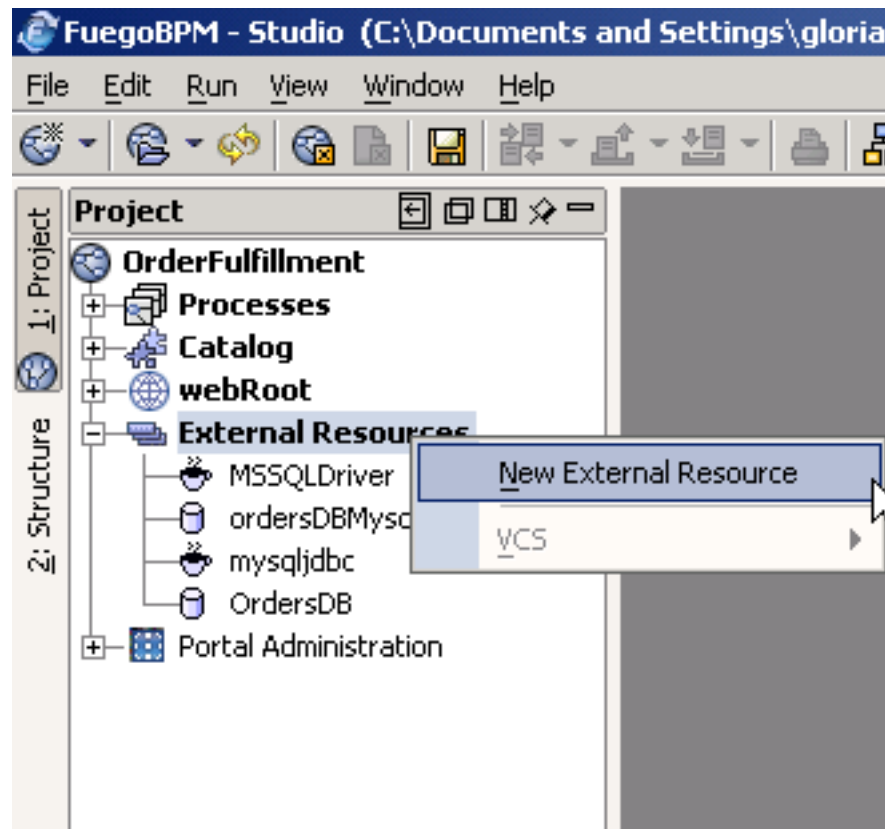 FuegoBPM - Studio (C:\Documents and Settings\gloria
File Edit Run View Window Help
Project
1: Project
2: Structure
OrderFulfillment
Processes
Catalog
webRoot
External Resources
MSSQLDriver
New External Resource
ordersDBMysc
VCS
mysqljdbc
OrdersDB
Portal Administration